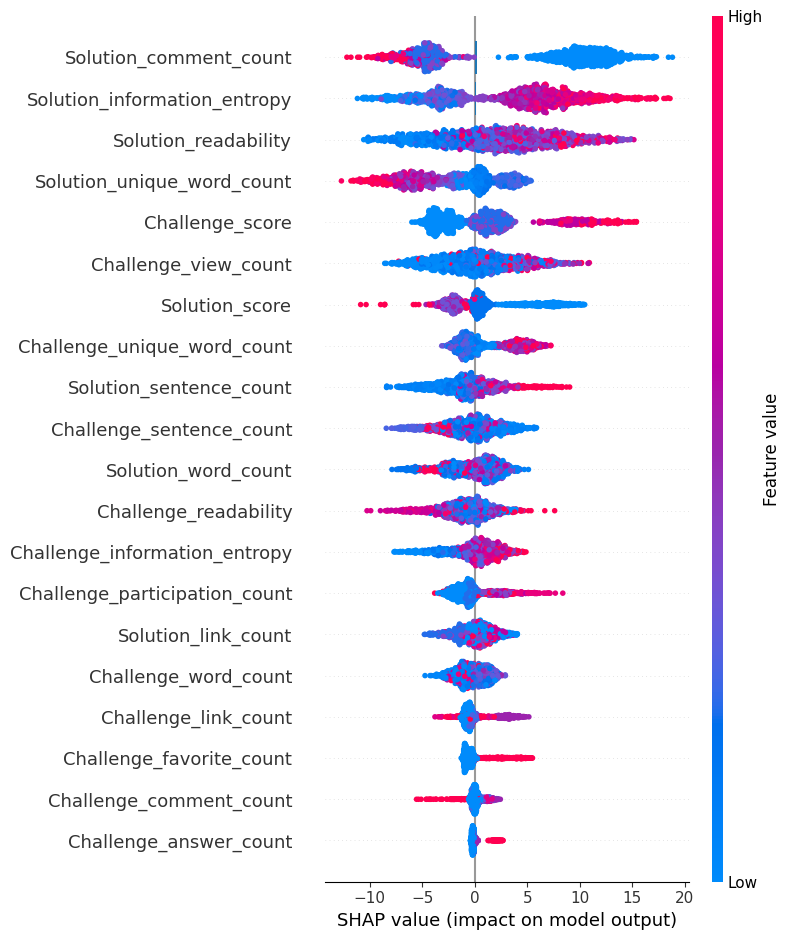 High
Solution_comment_count
Solution_information_entropy
Solution_readability
Solution_unique_word_count
Challenge_score
Challenge_view_count
Solution_score
Challenge_unique_word_count
Solution_sentence_count
Challenge_sentence_count
Solution_word_count
Challenge_readability
Challenge_information_entropy
Challenge_participation_count
Solution_link_count
Challenge_word_count
Challenge_link_count
Challenge_favorite_count
Challenge_comment_count
Challenge_answer_count
Feature value
Low
−10 −5 0 5 10 15 20
SHAP value (impact on model output)